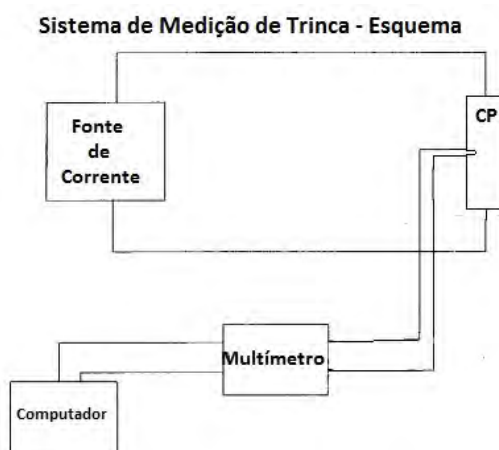 Sistema de Medição de Trinca - Esquema
Fonte
de
Corrente
CP
Multímetro
Computador